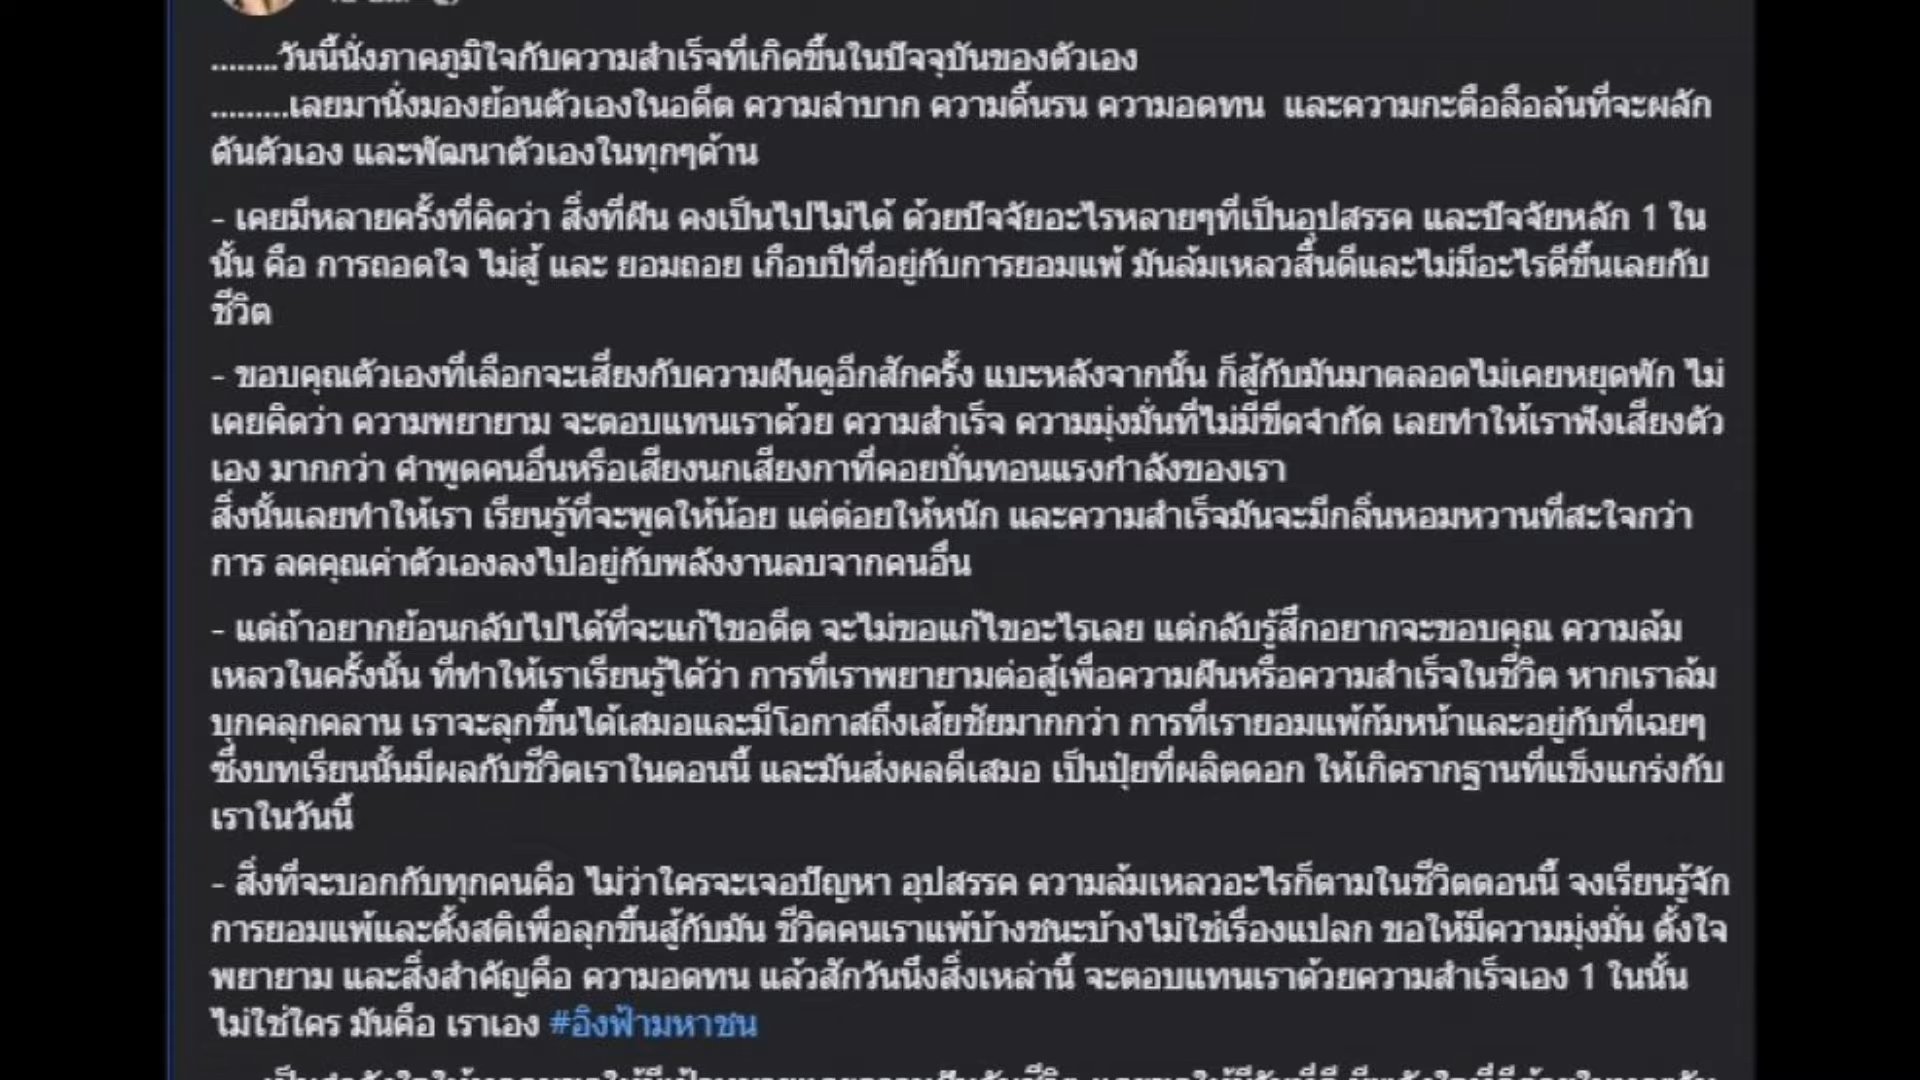 ........วันนี้นั่งภาคภูมิใจกับความสำเร็จที่เกิดขึ้นในปัจจุบันของตัวเอง
.........เลยมานั่งมองย้อนตัวเองในอดีต ความลำบาก ความดิ้นรน ความอดทน และความกะตือลือล้นที่จะผลัก
ดันตัวเอง และพัฒนาตัวเองในทุกๆด้าน
- เคยมีหลายครั้งที่คิดว่า สิ่งที่ฝัน คงเป็นไปไม่ได้ ด้วยปัจจัยอะไรหลายๆที่เป็นอุปสรรค และปัจจัยหลัก 1 ใน
นั้น คือ การถอดใจ ไม่สู้ และ ยอมถอย เกือบปีที่อยู่กับการยอมแพ้ มันล้มเหลวสิ้นดีและไม่มีอะไรดีขึ้นเลยกับ
ชีวิต
- ขอบคุณตัวเองที่เลือกจะเสี่ยงกับความฝันดูอีกสักครั้ง แบะหลังจากนั้น ก็สู้กับมันมาตลอดไม่เคยหยุดพัก ไม่
เคยคิดว่า ความพยายาม จะตอบแทนเราด้วย ความสำเร็จ ความมุ่งมั่นที่ไม่มีขีดจำกัด เลยทำให้เราฟังเสียงตัว
เอง มากกว่า คำพูดคนอื่นหรือเสียงนกเสียงกาที่คอยบั่นทอนแรงกำลังของเรา
สิ่งนั้นเลยทำให้เรา เรียนรู้ที่จะพูดให้น้อย แต่ต่อยให้หนัก และความสำเร็จมันจะมีกลิ่นหอมหวานที่สะใจกว่า
การ ลดคุณค่าตัวเองลงไปอยู่กับพลังงานลบจากคนอื่น
- แต่ถ้าอยากย้อนกลับไปได้ที่จะแก้ไขอดีต จะไม่ขอแก้ไขอะไรเลย แต่กลับรู้สึกอยากจะขอบคุณ ความล้ม
เหลวในครั้งนั้น ที่ทำให้เราเรียนรู้ได้ว่า การที่เราพยายามต่อสู้เพื่อความฝันหรือความสำเร็จในชีวิต หากเราล้ม
บุกคลุกคลาน เราจะลุกขึ้นได้เสมอและมีโอกาสถึงเส้ยชัยมากกว่า การที่เรายอมแพ้ก้มหน้าและอยู่กับที่เฉยๆ
ซึ่งบทเรียนนั้นมีผลกับชีวิตเราในตอนนี้ และมันส่งผลดีเสมอ เป็นปุ๋ยที่ผลิตดอก ให้เกิดรากฐานที่แข็งแกร่งกับ
เราในวันนี้
- สิ่งที่จะบอกกับทุกคนคือ ไม่ว่าใครจะเจอปัญหา อุปสรรค ความล้มเหลวอะไรก็ตามในชีวิตตอนนี้ จงเรียนรู้จัก
การยอมแพ้และตั้งสติเพื่อลุกขึ้นสู้กับมัน ชีวิตคนเราแพ้บ้างชนะบ้างไม่ใช่เรื่องแปลก ขอให้มีความมุ่งมั่น ตั้งใจ
พยายาม และสิ่งสำคัญคือ ความอดทน แล้วสักวันนึงสิ่งเหล่านี้ จะตอบแทนเราด้วยความสำเร็จเอง 1 ในนั้น
ไม่ใช่ใคร มันคือ เราเอง #อิงฟ้ามหาชน